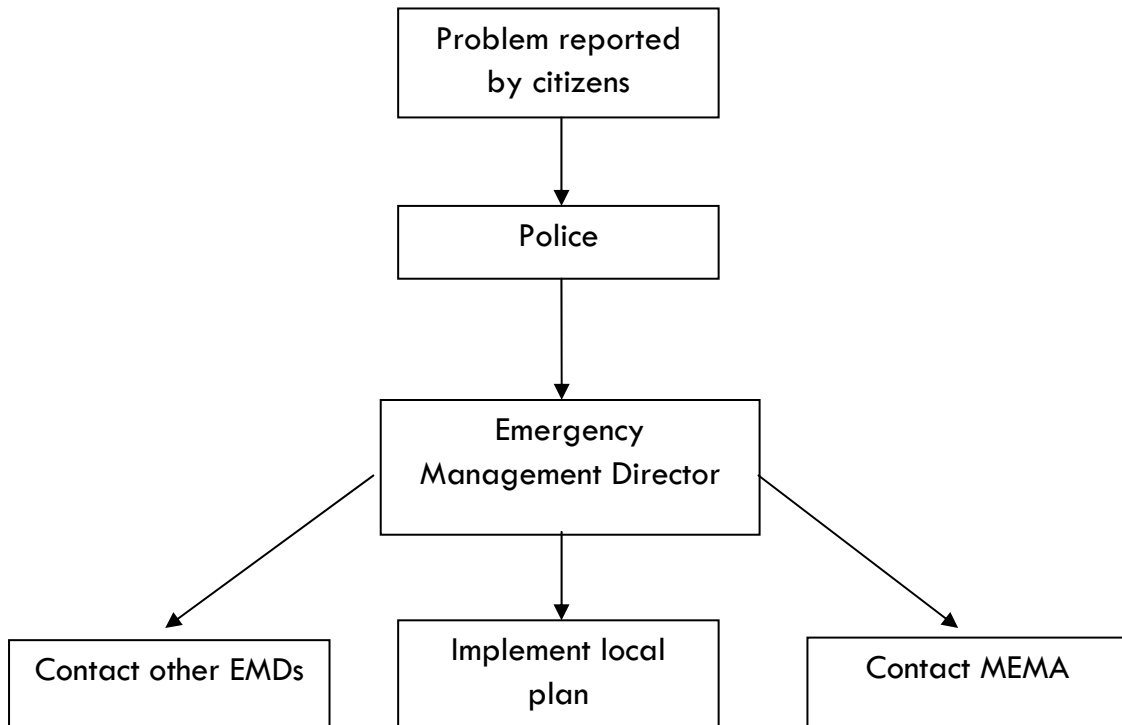 Problem reported
by citizens
Police
Emergency
Management Director
Contact other EMDs
Implement local
plan
Contact MEMA